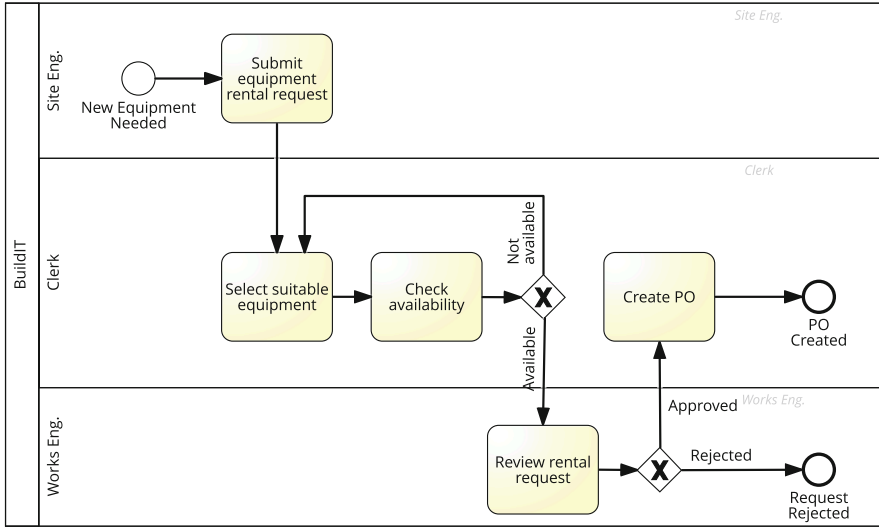 BuildIT
Site Eng.
Site Eng.
New Equipment
Needed
Submit
equipment
rental request
Clerk
Clerk
Select suitable
equipment
Check
availability
Not
available
Available
Create PO
PO
Created
Works Eng.
Works Eng.
Review rental
request
Approved
Rejected
Request
Rejected